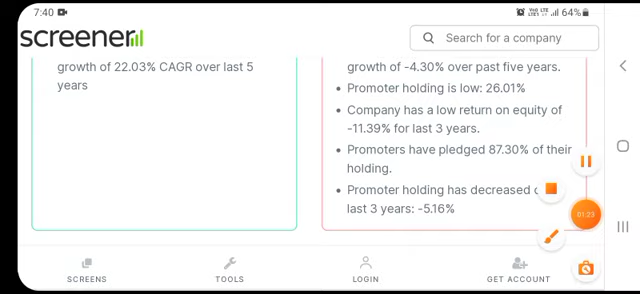 7:40
64%
screener
Search for a company
growth of 22.03% CAGR over last 5
years
growth of -4.30% over past five years.
Promoter holding is low: 26.01%
Company has a low return on equity of
-11.39% for last 3 years.
Promoters have pledged 87.30% of their
holding.
Promoter holding has decreased
last 3 years: -5.16%
01:23
SCREENS
TOOLS
LOGIN
GET ACCOUNT